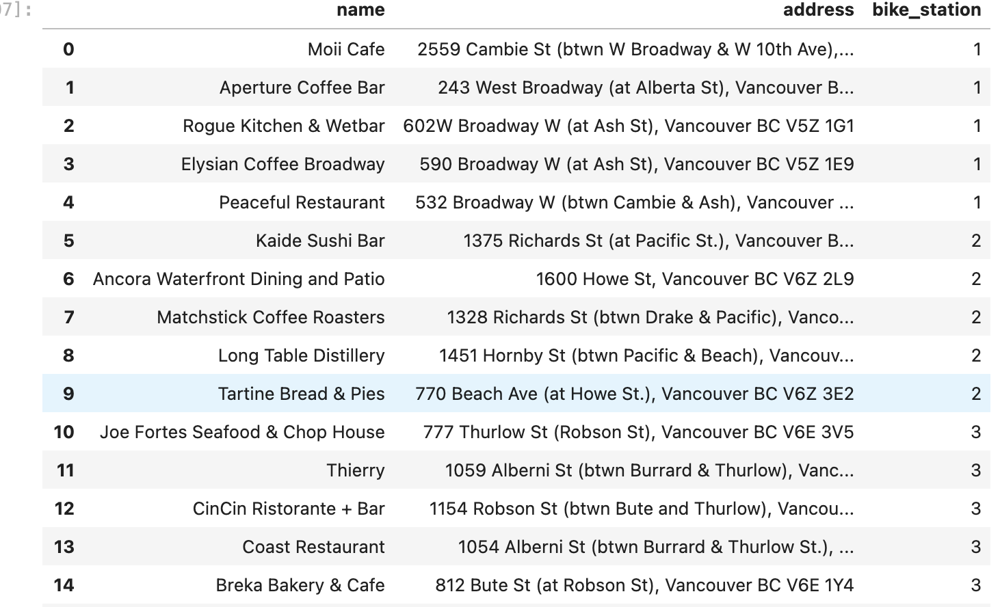 7]: name address bike_station
0 Moii Cafe 2559 Cambie St (btwn W Broadway & W 10th Ave),... 1
1 Aperture Coffee Bar 243 West Broadway (at Alberta St), Vancouver B... 1
2 Rogue Kitchen & Wetbar 602W Broadway W (at Ash St), Vancouver BC V5Z 1G1 1
3 Elysian Coffee Broadway 590 Broadway W (at Ash St), Vancouver BC V5Z 1E9 1
4 Peaceful Restaurant 532 Broadway W (btwn Cambie & Ash), Vancouver ... 1
5 Kaide Sushi Bar 1375 Richards St (at Pacific St.), Vancouver B... 2
6 Ancora Waterfront Dining and Patio 1600 Howe St, Vancouver BC V6Z 2L9 2
7 Matchstick Coffee Roasters 1328 Richards St (btwn Drake & Pacific), Vanco... 2
8 Long Table Distillery 1451 Hornby St (btwn Pacific & Beach), Vancouv... 2
9 Tartine Bread & Pies 770 Beach Ave (at Howe St.), Vancouver BC V6Z 3E2 2
10 Joe Fortes Seafood & Chop House 777 Thurlow St (Robson St), Vancouver BC V6E 3V5 3
11 Thierry 1059 Alberni St (btwn Burrard & Thurlow), Vanc... 3
12 CinCin Ristorante + Bar 1154 Robson St (btwn Bute and Thurlow), Vancou... 3
13 Coast Restaurant 1054 Alberni St (btwn Burrard & Thurlow St.), ... 3
14 Breka Bakery & Cafe 812 Bute St (at Robson St), Vancouver BC V6E 1Y4 3